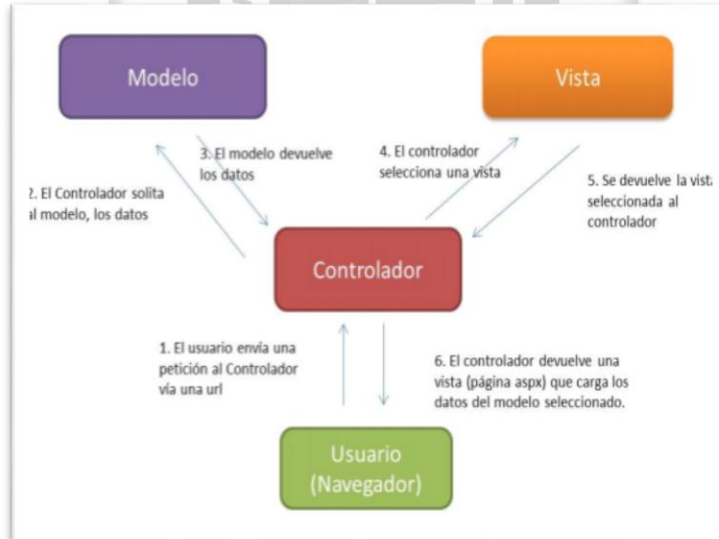 Modelo
Vista
3. El modelo devuelve
los datos
4. El controlador
selecciona una vista
2. El Controlador solita
al modelo, los datos
5. Se devuelve la vista
seleccionada al
controlador
Controlador
1. El usuario envía una
petición al Controlador
vía una url
6. El controlador devuelve una
vista (página aspx) que carga los
datos del modelo seleccionado.
Usuario
(Navegador)